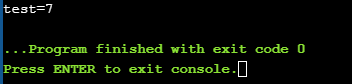 test=7
...Program finished with exit code 0
Press ENTER to exit console.